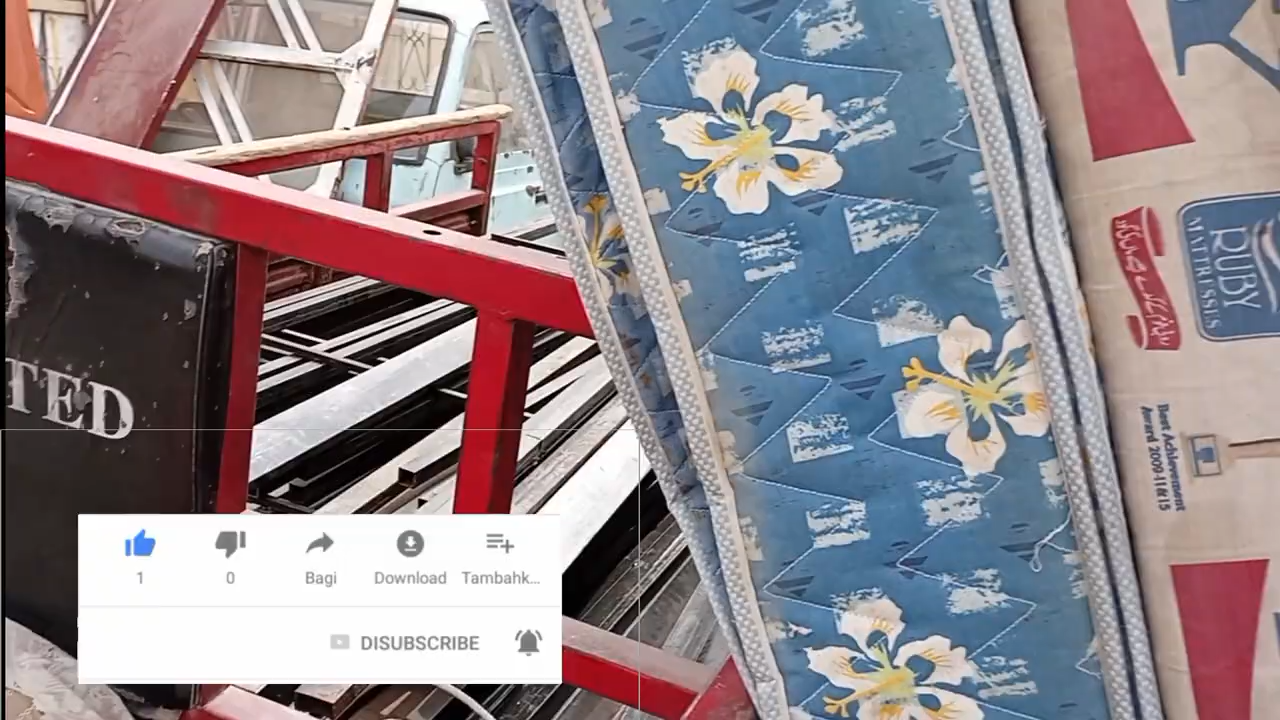 TED
RUBY
MATTRESSES
Best Achievement
Award 2009-11&15
1
0
Bagi
Download
Tambahk...
DISUBSCRIBE